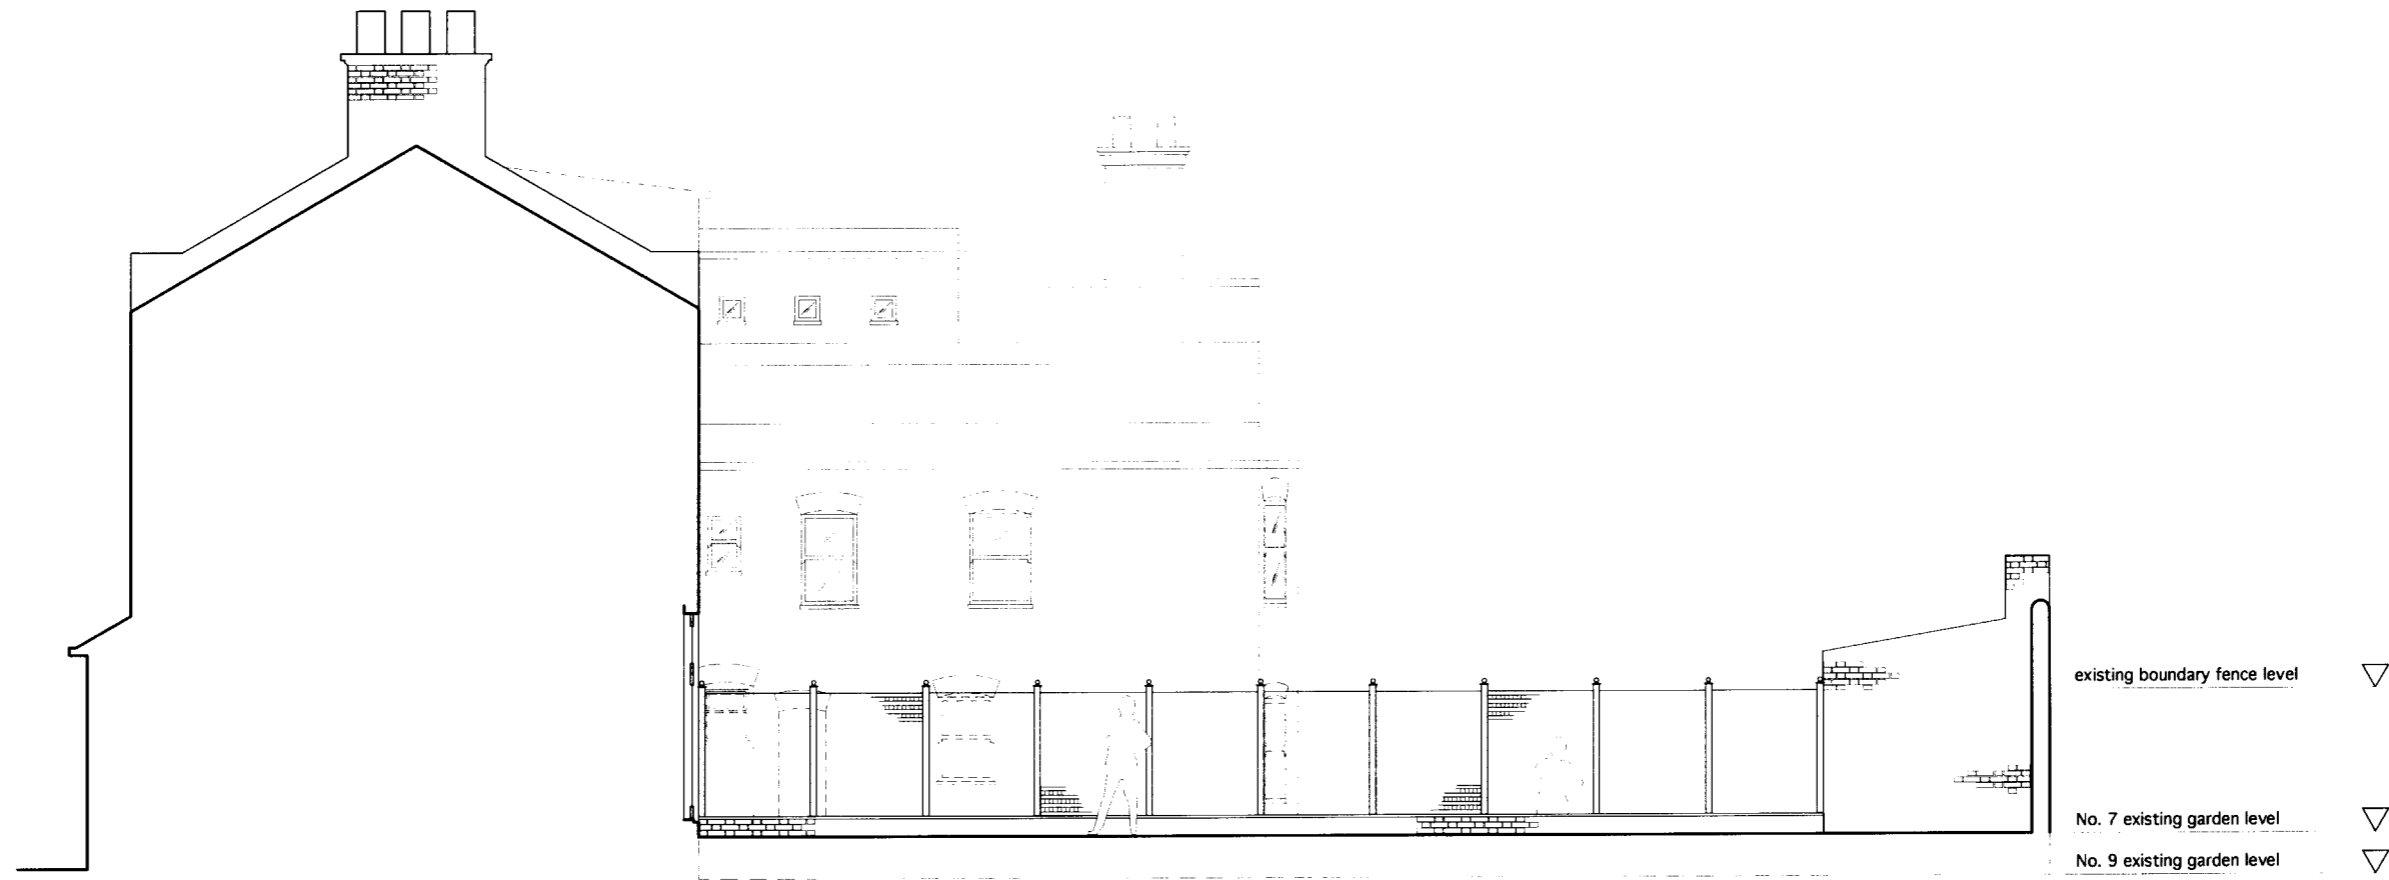 existing boundary fence level
No. 7 existing garden level
No. 9 existing garden level